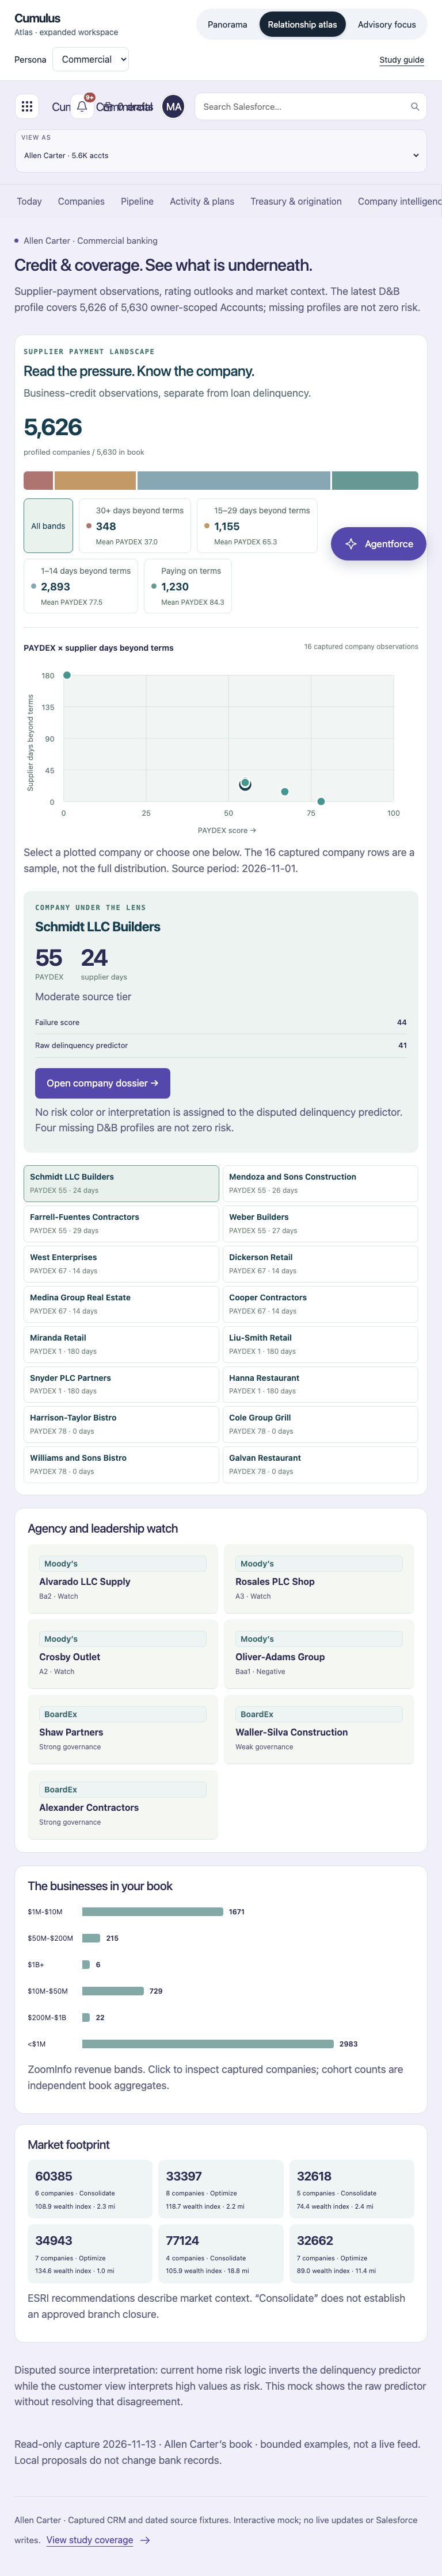 Cumulus
Atlas · expanded workspace
Panorama
Relationship atlas
Advisory focus
Persona
Commercial
Study guide
9+
MA
Search Salesforce...
VIEW AS
Allen Carter · 5.6K accts
Today
Companies
Pipeline
Activity & plans
Treasury & origination
Company intelligenc
Allen Carter · Commercial banking
Credit & coverage. See what is underneath.
Supplier-payment observations, rating outlooks and market context. The latest D&B
profile covers 5,626 of 5,630 owner-scoped Accounts; missing profiles are not zero risk.
SUPPLIER PAYMENT LANDSCAPE
Read the pressure. Know the company.
Business-credit observations, separate from loan delinquency.
5,626
profiled companies / 5,630 in book
All bands
30+ days beyond terms
348
Mean PAYDEX 37.0
15–29 days beyond terms
1,155
Mean PAYDEX 65.3
1–14 days beyond terms
2,893
Mean PAYDEX 77.5
Paying on terms
1,230
Mean PAYDEX 84.3
Agentforce
PAYDEX × supplier days beyond terms
16 captured company observations
Supplier days beyond terms
180
135
90
45
0
0
25
50
75
100
PAYDEX score →
Select a plotted company or choose one below. The 16 captured company rows are a
sample, not the full distribution. Source period: 2026-11-01.
COMPANY UNDER THE LENS
Schmidt LLC Builders
55
PAYDEX
24
supplier days
Moderate source tier
Failure score
44
Raw delinquency predictor
41
Open company dossier →
No risk color or interpretation is assigned to the disputed delinquency predictor.
Four missing D&B profiles are not zero risk.
Schmidt LLC Builders
PAYDEX 55 · 24 days
Mendoza and Sons Construction
PAYDEX 55 · 26 days
Farrell-Fuentes Contractors
PAYDEX 55 · 29 days
Weber Builders
PAYDEX 55 · 27 days
West Enterprises
PAYDEX 67 · 14 days
Dickerson Retail
PAYDEX 67 · 14 days
Medina Group Real Estate
PAYDEX 67 · 14 days
Cooper Contractors
PAYDEX 67 · 14 days
Miranda Retail
PAYDEX 1 · 180 days
Liu-Smith Retail
PAYDEX 1 · 180 days
Snyder PLC Partners
PAYDEX 1 · 180 days
Hanna Restaurant
PAYDEX 1 · 180 days
Harrison-Taylor Bistro
PAYDEX 78 · 0 days
Cole Group Grill
PAYDEX 78 · 0 days
Williams and Sons Bistro
PAYDEX 78 · 0 days
Galvan Restaurant
PAYDEX 78 · 0 days
Agency and leadership watch
Moody's
Alvarado LLC Supply
Ba2 · Watch
Moody's
Rosales PLC Shop
A3 · Watch
Moody's
Crosby Outlet
A2 · Watch
Moody's
Oliver-Adams Group
Baa1 · Negative
BoardEx
Shaw Partners
Strong governance
BoardEx
Waller-Silva Construction
Weak governance
BoardEx
Alexander Contractors
Strong governance
The businesses in your book
$1M-$10M
1671
$50M-$200M
215
$1B+
6
$10M-$50M
729
$200M-$1B
22
<$1M
2983
ZoomInfo revenue bands. Click to inspect captured companies; cohort counts are
independent book aggregates.
Market footprint
60385
6 companies · Consolidate
108.9 wealth index · 2.3 mi
33397
8 companies · Optimize
118.7 wealth index · 2.2 mi
32618
5 companies · Consolidate
74.4 wealth index · 2.4 mi
34943
7 companies · Optimize
134.6 wealth index · 1.0 mi
77124
4 companies · Consolidate
105.9 wealth index · 18.8 mi
32662
7 companies · Optimize
89.0 wealth index · 11.4 mi
ESRI recommendations describe market context. “Consolidate” does not establish
an approved branch closure.
Disputed source interpretation: current home risk logic inverts the delinquency predictor
while the customer view interprets high values as risk. This mock shows the raw predictor
without resolving that disagreement.
Read-only capture 2026-11-13 · Allen Carter's book · bounded examples, not a live feed.
Local proposals do not change bank records.
Allen Carter · Captured CRM and dated source fixtures. Interactive mock; no live updates or Salesforce
writes. View study coverage →